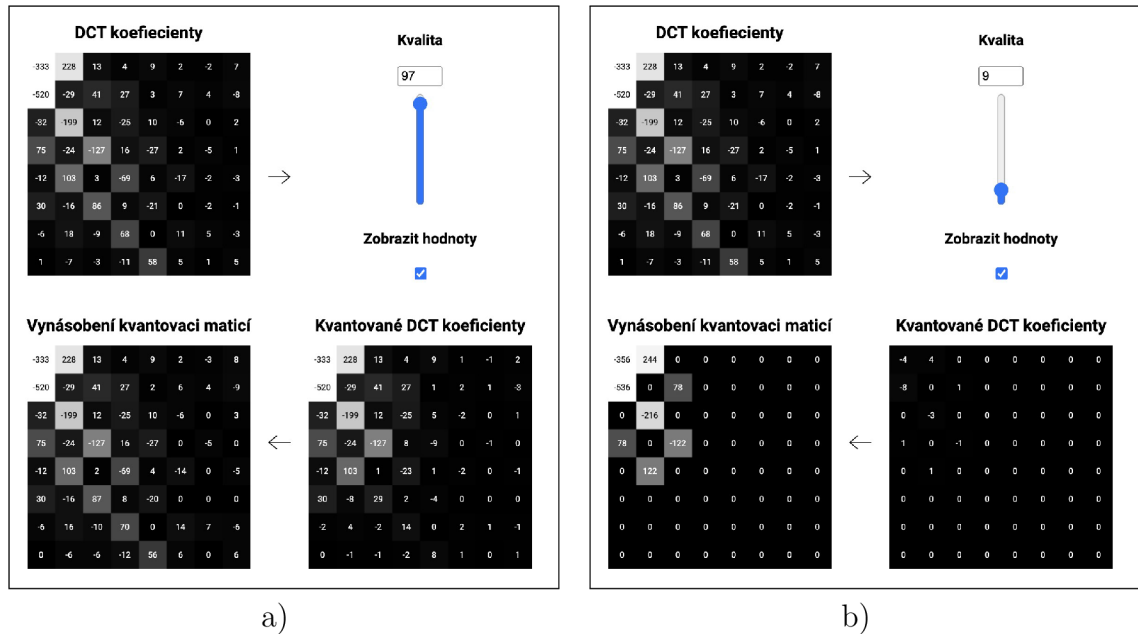 DCT koefiecienty
-333 228 13 4 9 2 -2 7
-520 -29 41 27 3 7 4 -8
-32 -199 12 -25 10 -6 0 2
75 -24 -127 16 -27 2 -5 1
-12 103 3 -69 6 -17 -2 -3
30 -16 86 9 -21 0 -2 -1
-6 18 -9 68 0 11 5 -3
1 -7 -3 -11 58 5 1 5
Kvalita
97
Zobrazit hodnoty
Vynásobení kvantovaci maticí
-333 228 13 4 9 2 -3 8
-520 -29 41 27 2 6 4 -9
-32 -199 12 -25 10 -6 0 3
75 -24 -127 16 -27 0 -5 0
-12 103 2 -69 4 -14 0 -5
30 -16 87 8 -20 0 0 0
-6 16 -10 70 0 14 7 -6
0 -6 -6 -12 56 6 0 6
Kvantované DCT koeficienty
-333 228 13 4 9 1 -1 2
-520 -29 41 27 1 2 1 -3
-32 -199 12 -25 5 -2 0 1
75 -24 -127 8 -9 0 -1 0
-12 103 1 -23 1 -2 0 -1
30 -8 29 2 -4 0 0 0
-2 4 -2 14 0 2 1 -1
0 -1 -1 -2 8 1 0 1
a)
DCT koefiecienty
-333 228 13 4 9 2 -2 7
-520 -29 41 27 3 7 4 -8
-32 -199 12 -25 10 -6 0 2
75 -24 -127 16 -27 2 -5 1
-12 103 3 -69 6 -17 -2 -3
30 -16 86 9 -21 0 -2 -1
-6 18 -9 68 0 11 5 -3
1 -7 -3 -11 58 5 1 5
Kvalita
9
Zobrazit hodnoty
Vynásobení kvantovaci maticí
-356 244 0 0 0 0 0 0
-536 0 78 0 0 0 0 0
0 -216 0 0 0 0 0 0
78 0 -122 0 0 0 0 0
0 122 0 0 0 0 0 0
0 0 0 0 0 0 0 0
0 0 0 0 0 0 0 0
0 0 0 0 0 0 0 0
Kvantované DCT koeficienty
-4 4 0 0 0 0 0 0
-8 0 1 0 0 0 0 0
0 -3 0 0 0 0 0 0
1 0 -1 0 0 0 0 0
0 1 0 0 0 0 0 0
0 0 0 0 0 0 0 0
0 0 0 0 0 0 0 0
0 0 0 0 0 0 0 0
b)